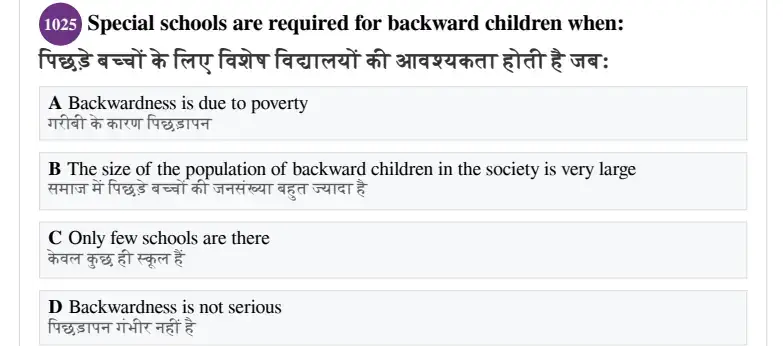 1025 Special schools are required for backward children when:
पिछड़े बच्चों के लिए विशेष विद्यालयों की आवश्यकता होती है जब:
A Backwardness is due to poverty
गरीबी के कारण पिछड़ापन
B The size of the population of backward children in the society is very large
समाज में पिछड़े बच्चों की जनसंख्या बहुत ज्यादा है
C Only few schools are there
केवल कुछ ही स्कूल हैं
D Backwardness is not serious
पिछड़ापन गंभीर नहीं है